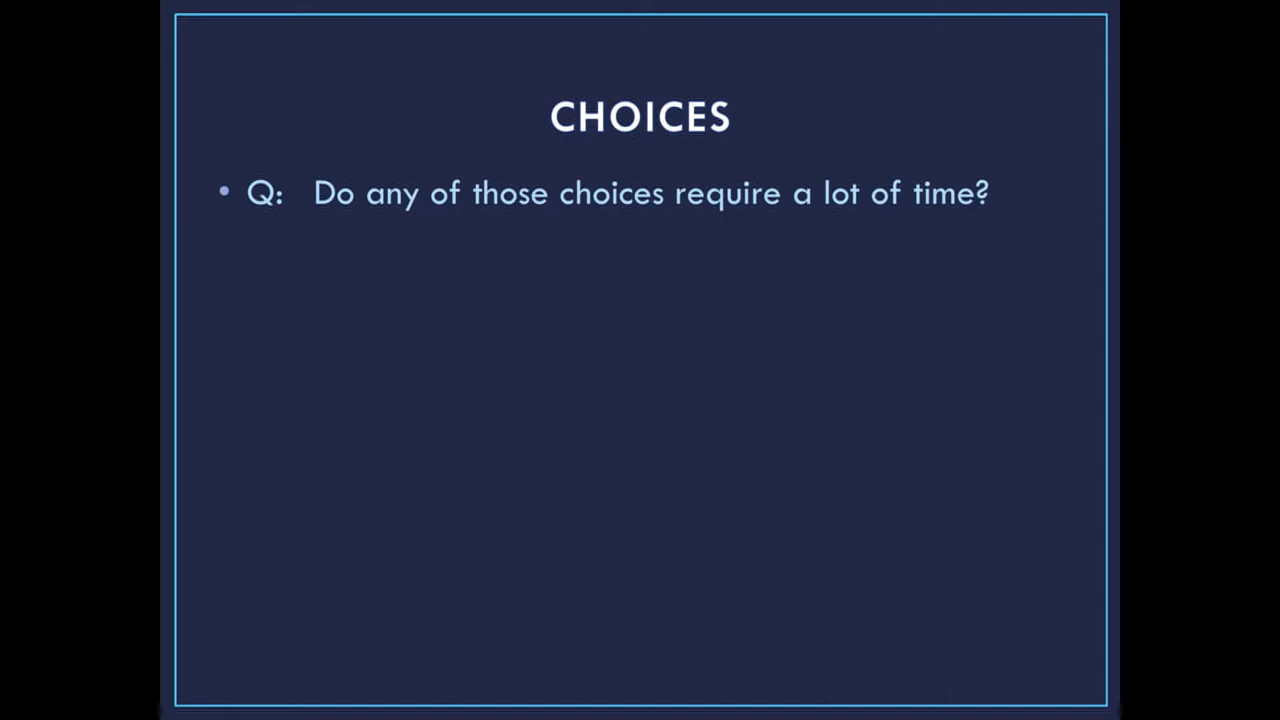 CHOICES
• Q: Do any of those choices require a lot of time?